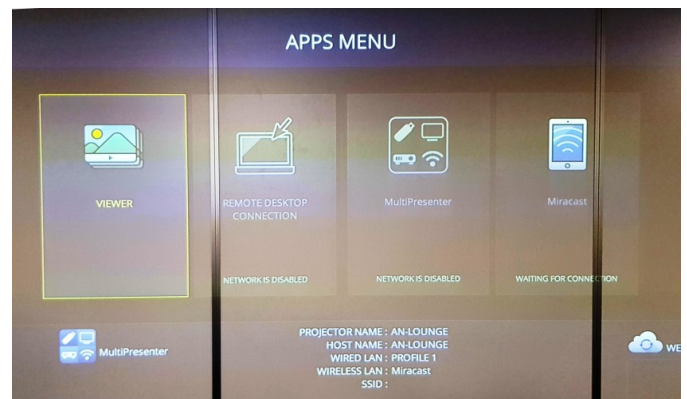 APPS MENU
VIEWER
REMOTE DESKTOP
CONNECTION
MultiPresenter
Miracast
NETWORK IS DISABLED
NETWORK IS DISABLED
WAITING FOR CONNECTION
MultiPresenter
PROJECTOR NAME : AN-LOUNGE
HOST NAME : AN-LOUNGE
WIRED LAN : PROFILE 1
WIRELESS LAN : Miracast
SSID :
WE